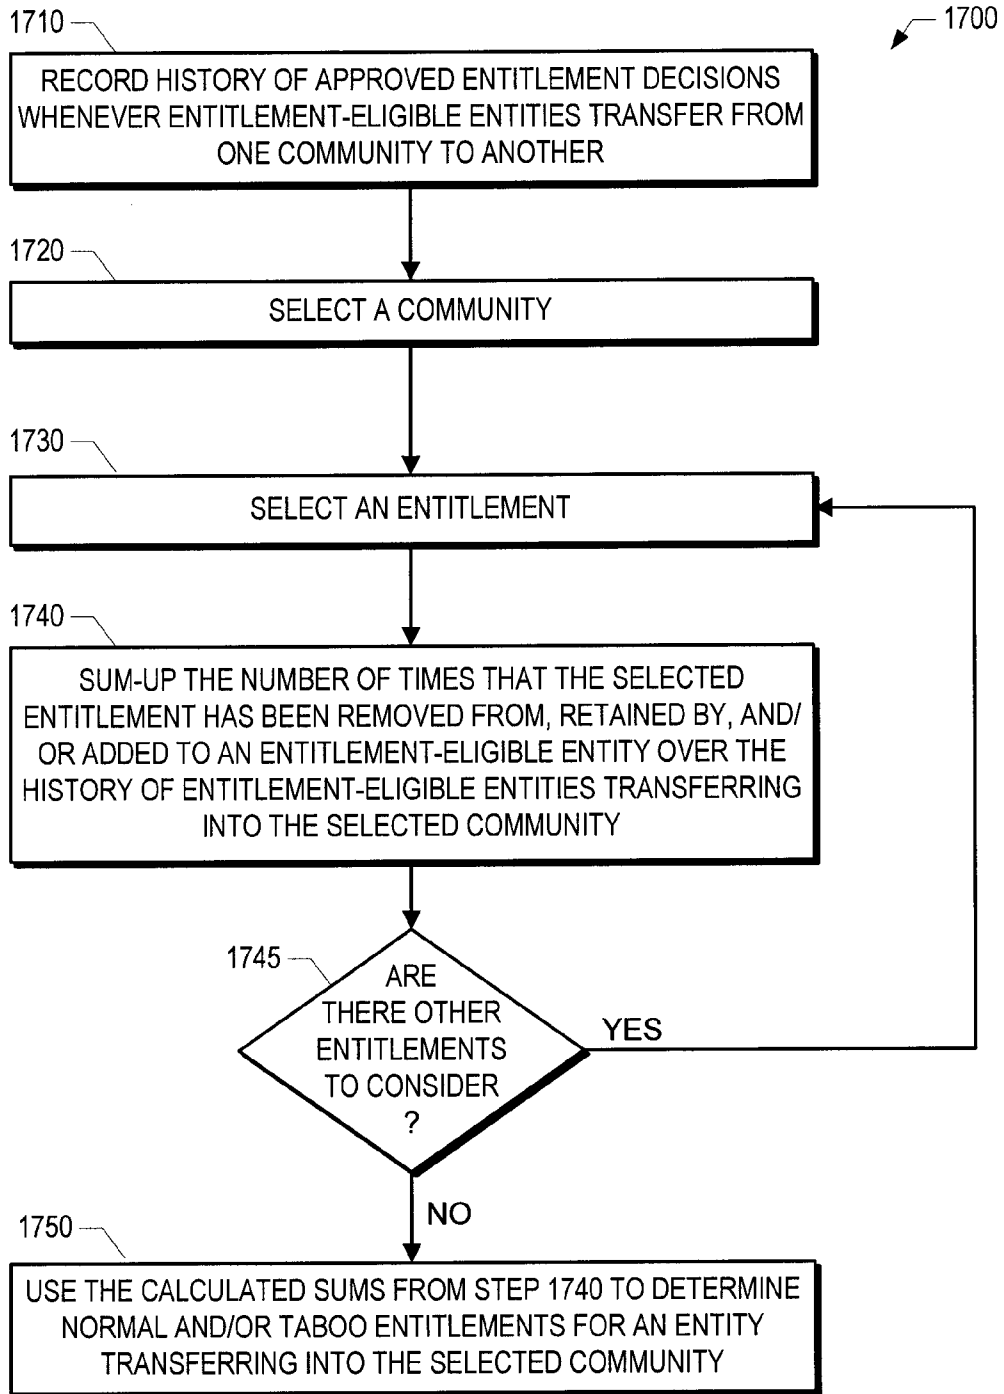 1710
1700
RECORD HISTORY OF APPROVED ENTITLEMENT DECISIONS
WHENEVER ENTITLEMENT-ELIGIBLE ENTITIES TRANSFER FROM
ONE COMMUNITY TO ANOTHER
1720
SELECT A COMMUNITY
1730
SELECT AN ENTITLEMENT
1740
SUM-UP THE NUMBER OF TIMES THAT THE SELECTED
ENTITLEMENT HAS BEEN REMOVED FROM, RETAINED BY, AND/
OR ADDED TO AN ENTITLEMENT-ELIGIBLE ENTITY OVER THE
HISTORY OF ENTITLEMENT-ELIGIBLE ENTITIES TRANSFERRING
INTO THE SELECTED COMMUNITY
1745
ARE
THERE OTHER
ENTITLEMENTS
TO CONSIDER
?
YES
NO
1750
USE THE CALCULATED SUMS FROM STEP 1740 TO DETERMINE
NORMAL AND/OR TABOO ENTITLEMENTS FOR AN ENTITY
TRANSFERRING INTO THE SELECTED COMMUNITY